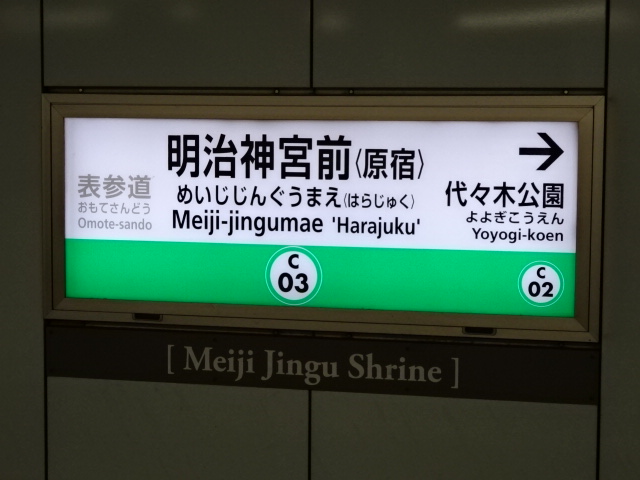 明治神宮前〈原宿〉
めいじじんぐうまえ(はらじゅく)
Meiji-jingumae 'Harajuku'
表参道
おもてさんどう
Omote-sando
代々木公園
よよぎこうえん
Yoyogi-koen
C
03
C
02
[ Meiji Jingu Shrine ]